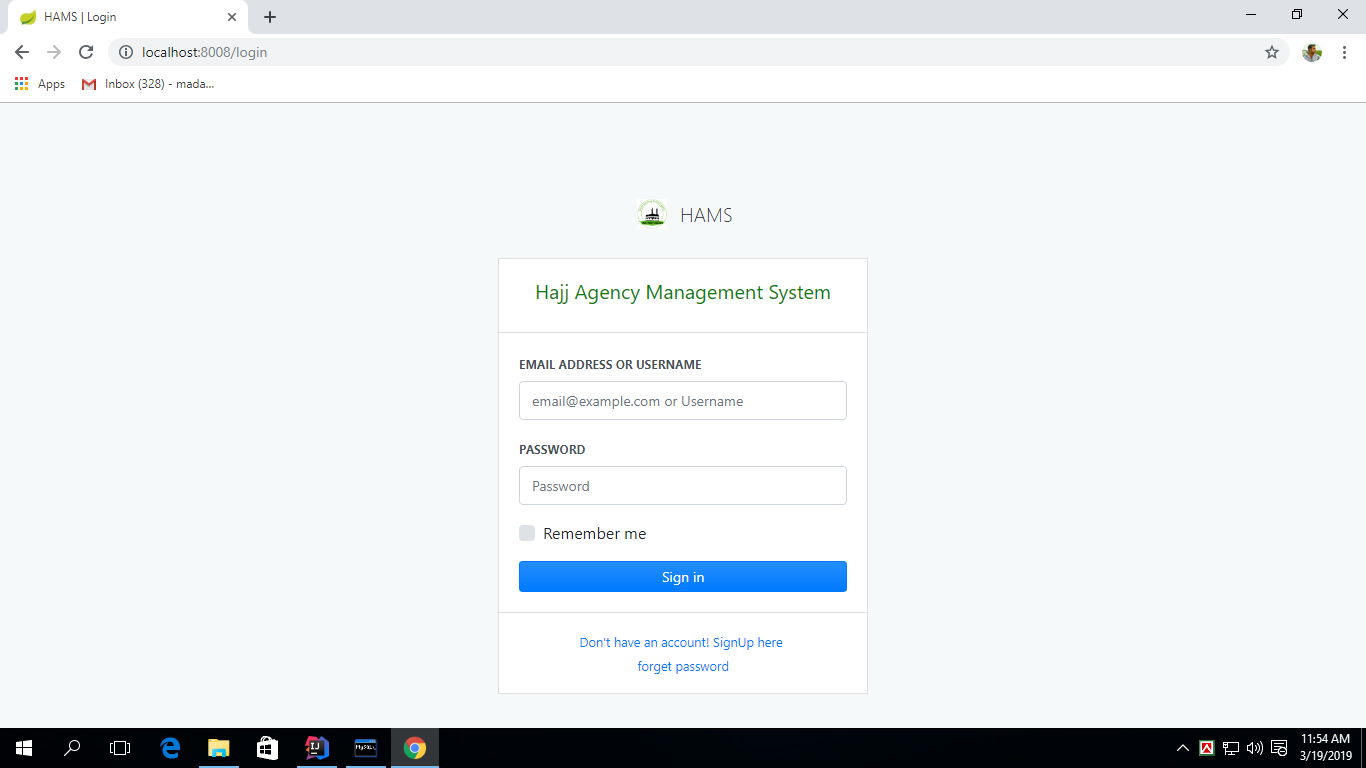 HAMS | Login
localhost:8008/login
Apps
Inbox (328) - mada...
HAMS
Hajj Agency Management System
EMAIL ADDRESS OR USERNAME
email@example.com or Username
PASSWORD
Password
Remember me
Sign in
Don't have an account! SignUp here
forget password
11:54 AM
3/19/2019